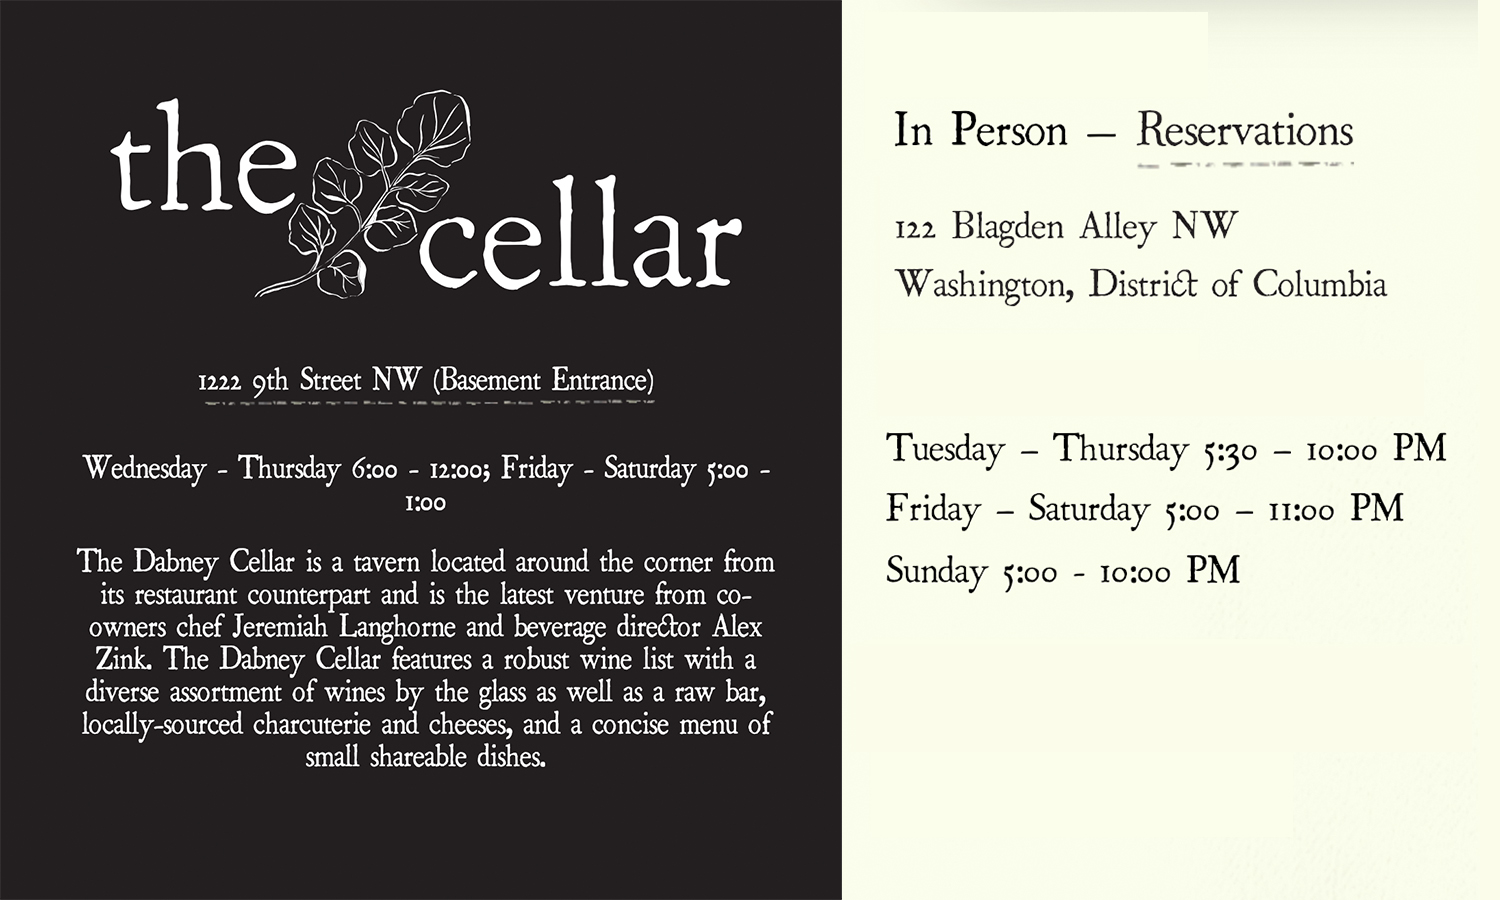 the cellar
1222 9th Street NW (Basement Entrance)
Wednesday - Thursday 6:00 - 12:00; Friday - Saturday 5:00 -
1:00
The Dabney Cellar is a tavern located around the corner from
its restaurant counterpart and is the latest venture from co-
owners chef Jeremiah Langhorne and beverage director Alex
Zink. The Dabney Cellar features a robust wine list with a
diverse assortment of wines by the glass as well as a raw bar,
locally-sourced charcuterie and cheeses, and a concise menu of
small shareable dishes.
In Person – Reservations
122 Blagden Alley NW
Washington, District of Columbia
Tuesday – Thursday 5:30 – 10:00 PM
Friday – Saturday 5:00 – 11:00 PM
Sunday 5:00 - 10:00 PM